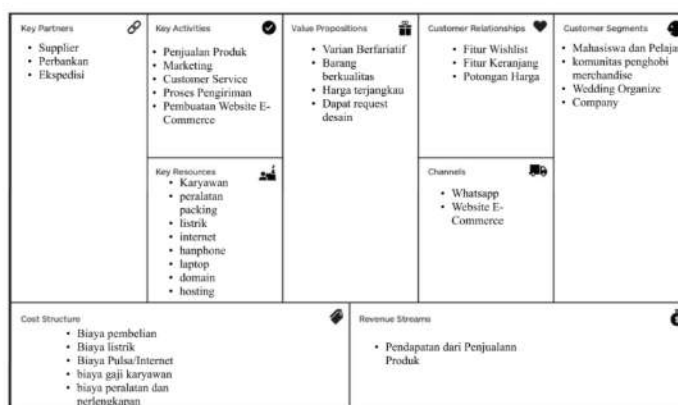 Key Partners
• Supplier
• Perbankan
• Ekspedisi
Key Activities
• Penjualan Produk
• Marketing
• Customer Service
• Proses Pengiriman
• Pembuatan Website E-
Commerce
Key Resources
• Karyawan
• peralatan
packing
• listrik
• internet
• hanphone
• laptop
• domain
• hosting
Value Propositions
• Varian Berfariatif
• Barang
berkualitas
• Harga terjangkau
• Dapat request
desain
Customer Relationships
• Fitur Wishlist
• Fitur Keranjang
• Potongan Harga
Channels
• Whatsapp
• Website E-
Commerce
Customer Segments
• Mahasiswa dan Pelajar
• komunitas penghobi
merchandise
• Wedding Organize
• Company
Cost Structure
• Biaya pembelian
• Biaya listrik
• Biaya Pulsa/Internet
• biaya gaji karyawan
• biaya peralatan dan
perlengkapan
Revenue Streams
• Pendapatan dari Penjualann
Produk